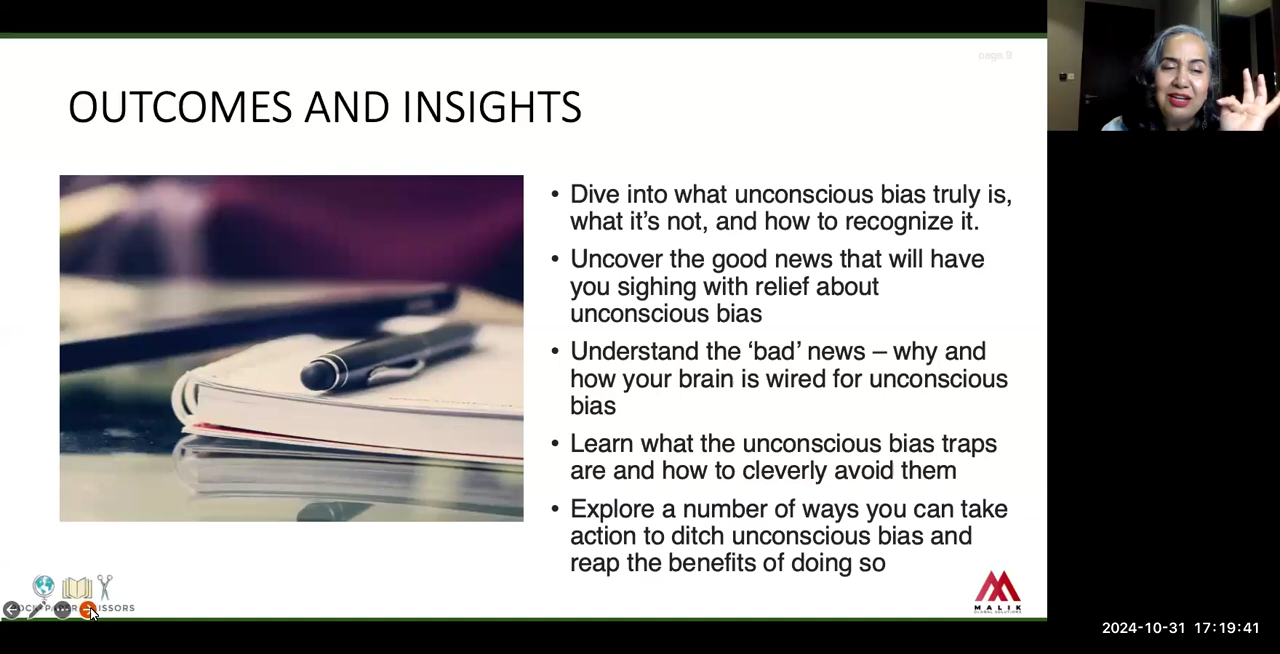 page 9
OUTCOMES AND INSIGHTS
• Dive into what unconscious bias truly is,
what it's not, and how to recognize it.
• Uncover the good news that will have
you sighing with relief about
unconscious bias
• Understand the ‘bad’ news – why and
how your brain is wired for unconscious
bias
• Learn what the unconscious bias traps
are and how to cleverly avoid them
• Explore a number of ways you can take
action to ditch unconscious bias and
reap the benefits of doing so
MALIK
GLOBAL SOLUTIONS
2024-10-31 17:19:41